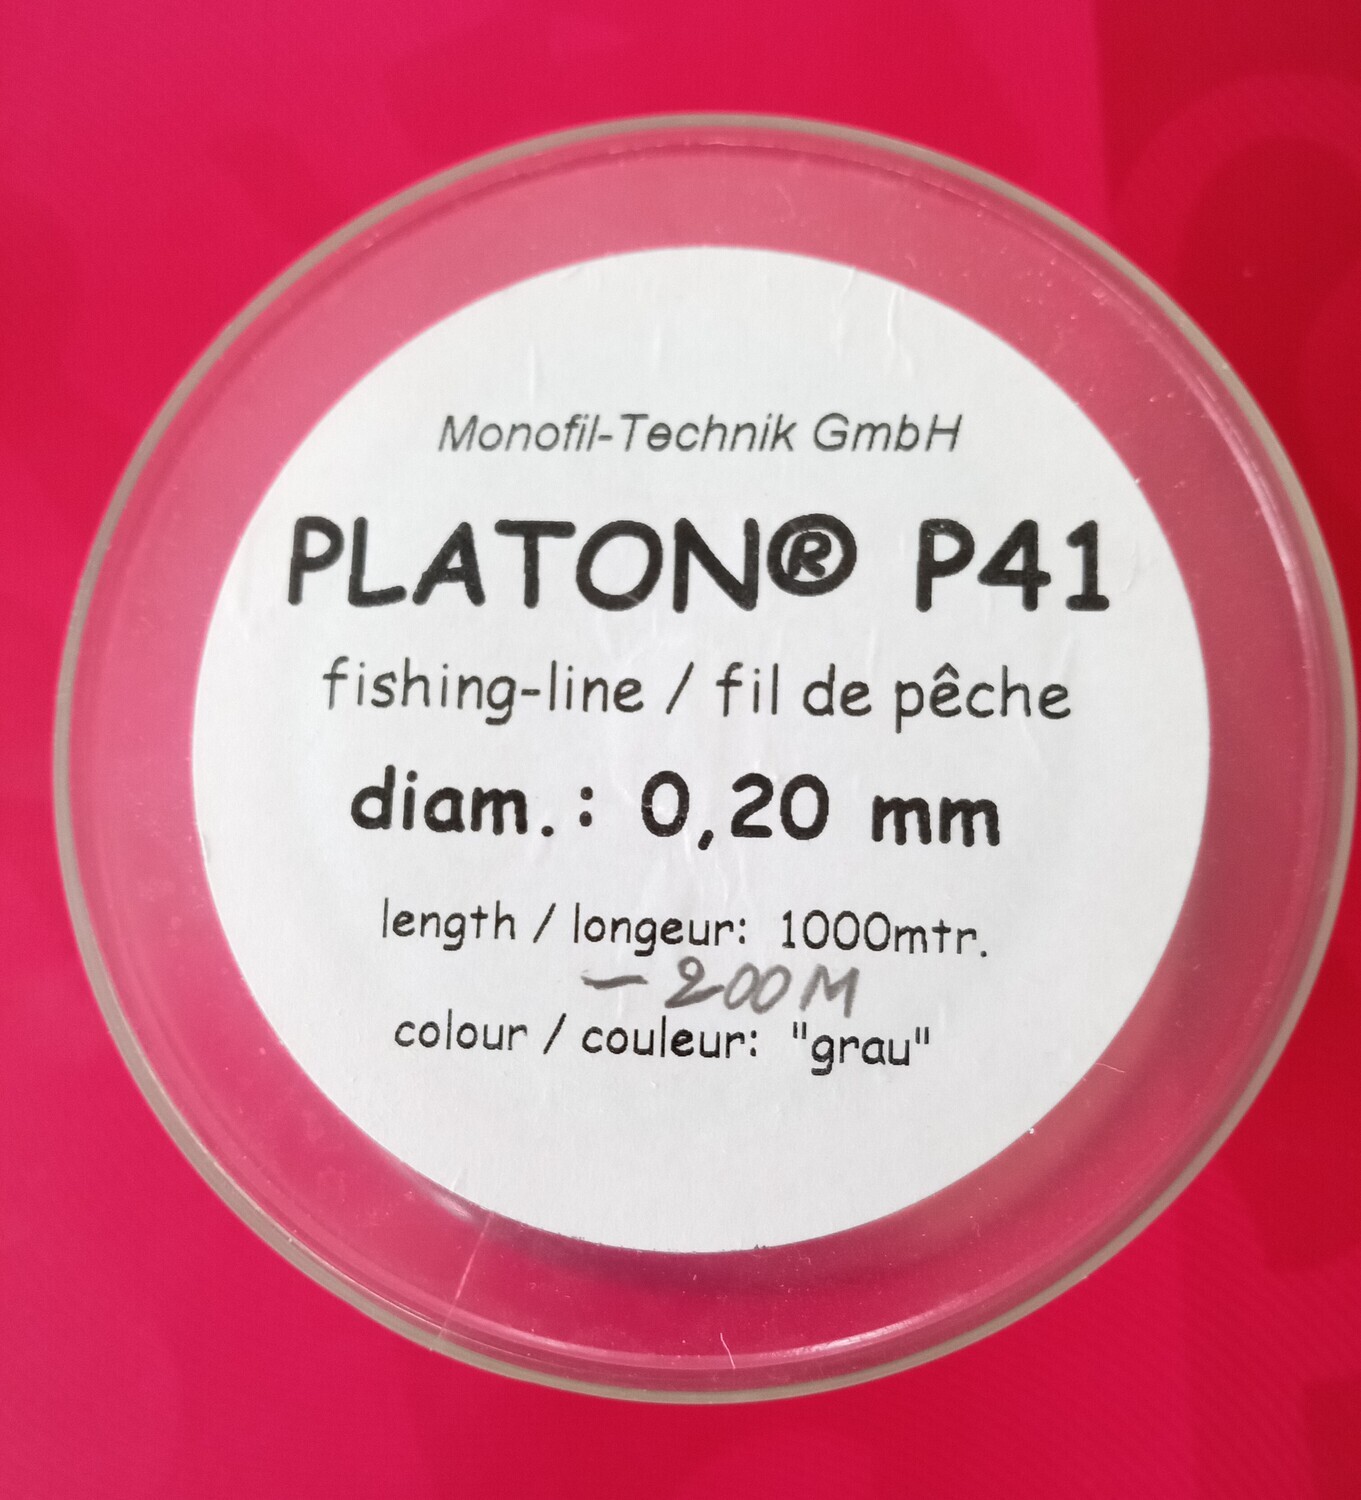 Monofil-Technik GmbH
PLATON® P41
fishing-line / fil de pêche
diam.: 0,20 mm
length / longeur: 1000mtr.
- 200 M
colour / couleur: "grau"